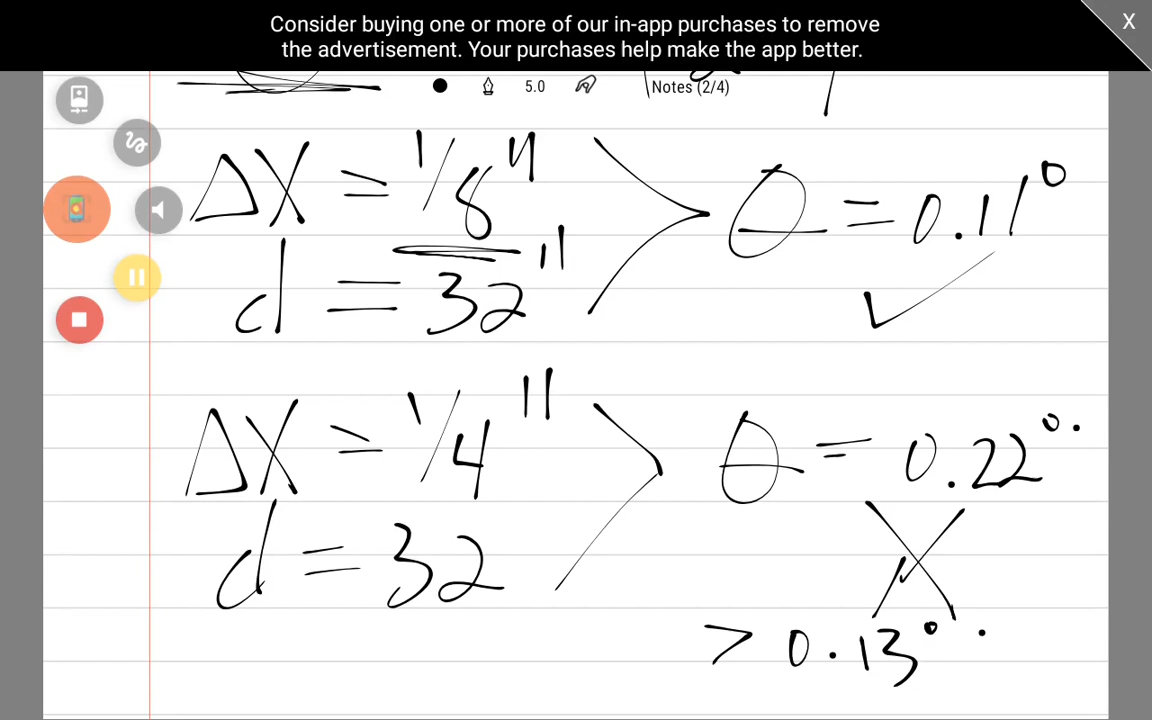 Consider buying one or more of our in-app purchases to remove
the advertisement. Your purchases help make the app better.
X
5.0
Notes (2/4)
ΔX = 1/8"
d = 32"
θ = 0.11°
ΔX = 1/4"
d = 32
θ = 0.22°.
X
> 0.13°.